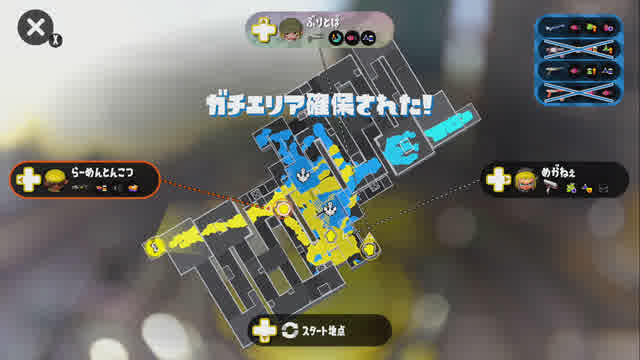 X
ぷりとば
ガチエリア確保された!
らーめんとんこつ
めがねぇ
スタート地点